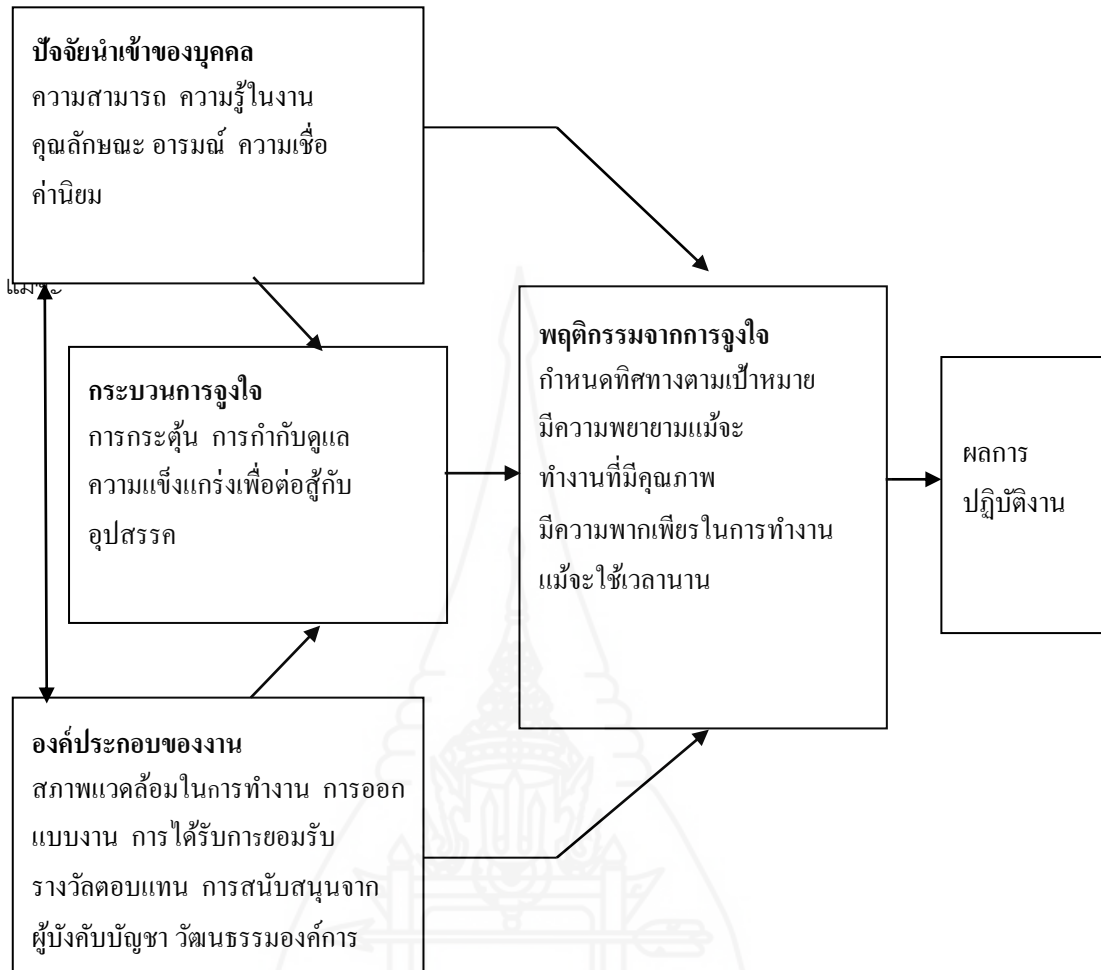 ปัจจัยนำเข้าของบุคคล
ความสามารถ ความรู้ในงาน
คุณลักษณะ อารมณ์ ความเชื่อ
ค่านิยม
กระบวนการจูงใจ
การกระตุ้น การกำกับดูแล
ความแข็งแกร่งเพื่อต่อสู้กับ
อุปสรรค
องค์ประกอบของงาน
สภาพแวดล้อมในการทำงาน การออก
แบบงาน การได้รับการยอมรับ
รางวัลตอบแทน การสนับสนุนจาก
ผู้บังคับบัญชา วัฒนธรรมองค์การ
พฤติกรรมจากการจูงใจ
กำหนดทิศทางตามเป้าหมาย
มีความพยายามแม้จะ
ทำงานที่มีคุณภาพ
มีความพากเพียรในการทำงาน
แม้จะใช้เวลานาน
ผลการ
ปฏิบัติงาน